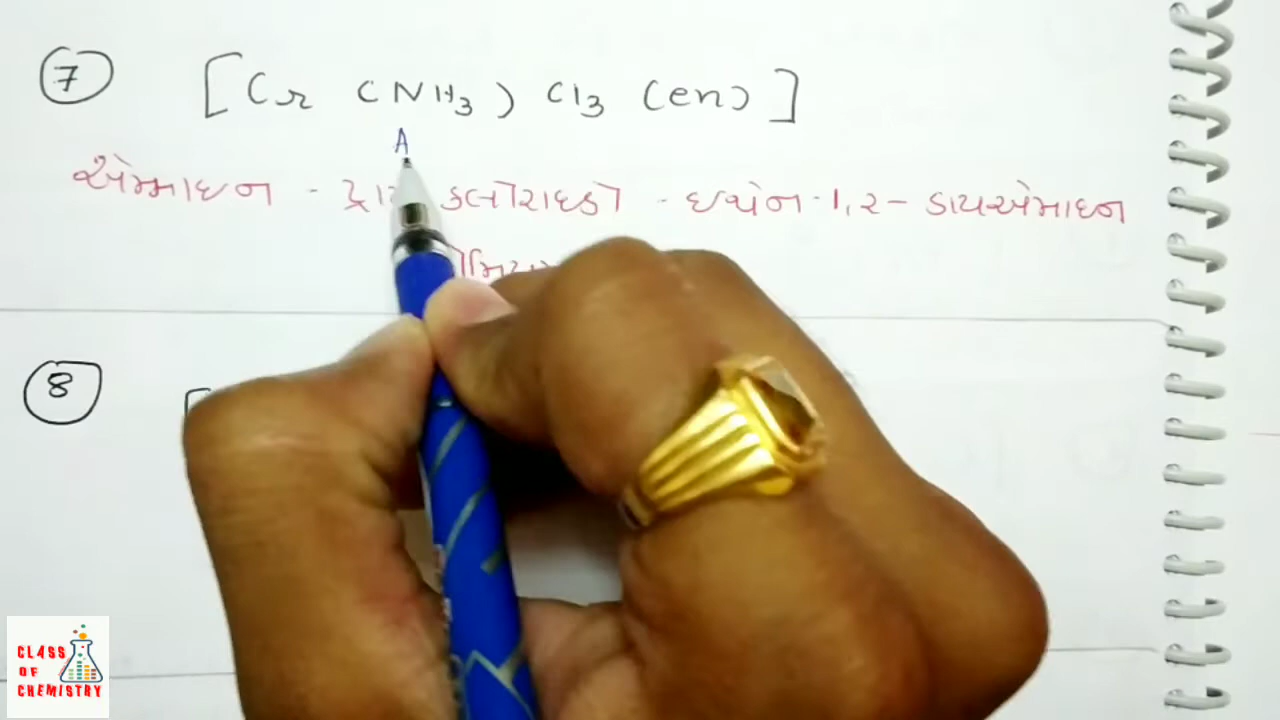 7 [Cr (NH3) Cl3 (en)]
A
એમાઇન - ટ્રાય ક્લોરાઇડો - ઇથેન -1,2- ડાયએમાઇન
8 [
CLASS
OF
CHEMISTRY